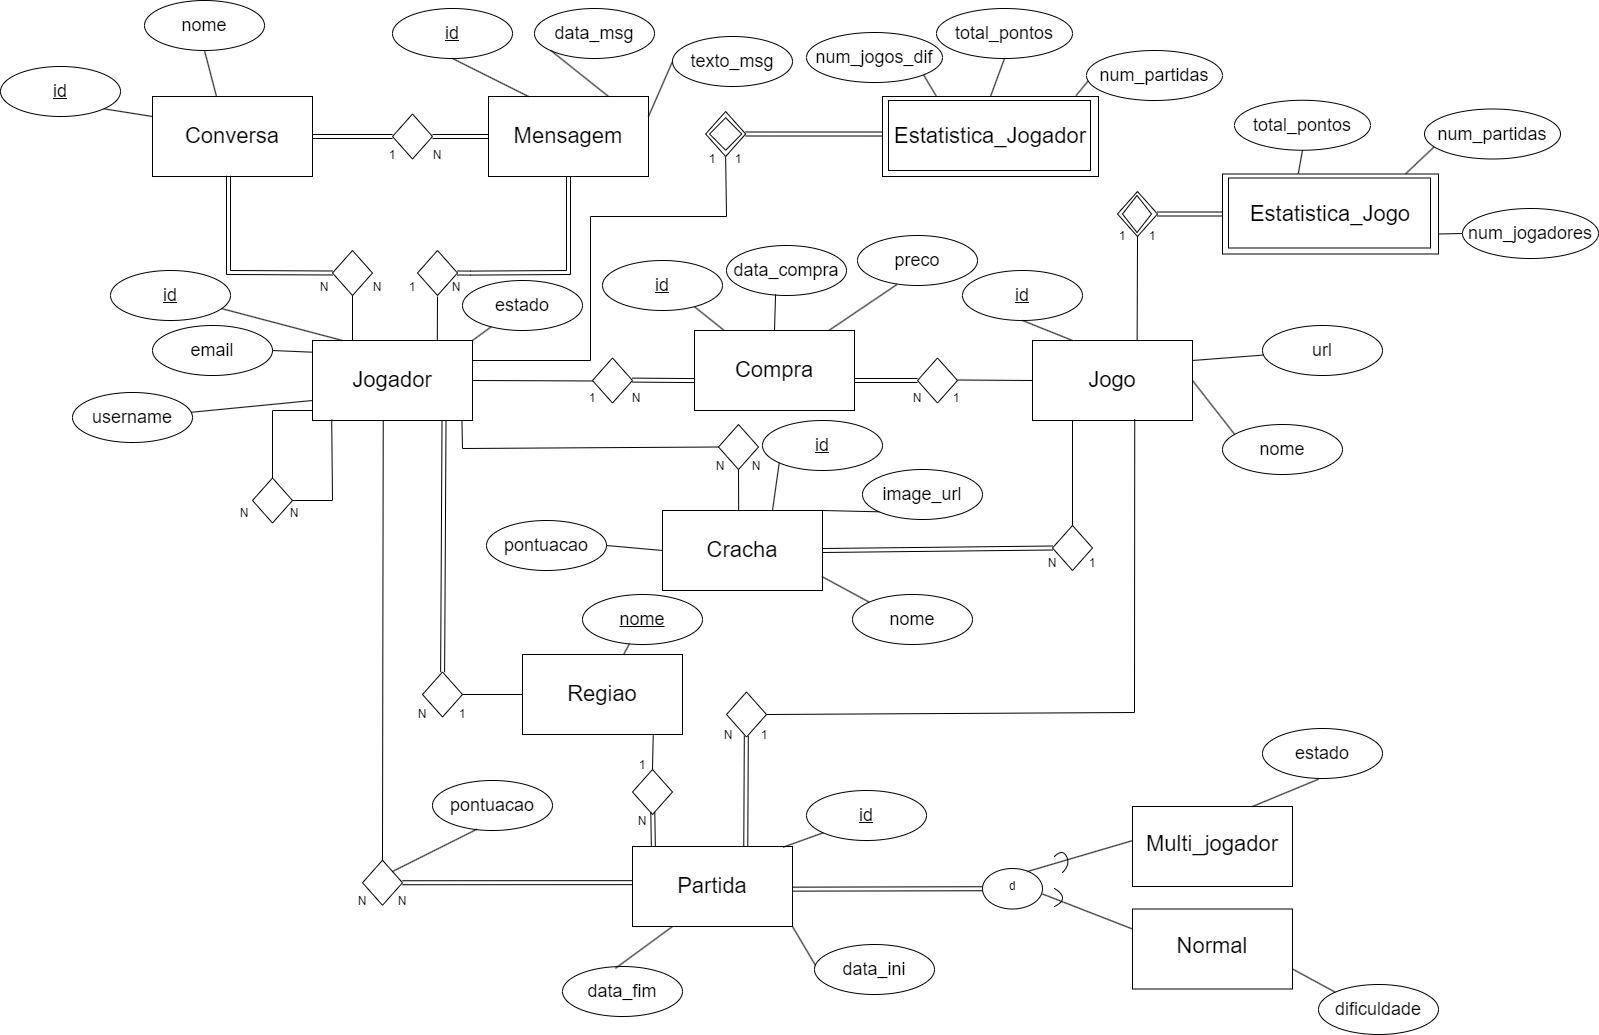 nome
id
data_msg
total_pontos
num_jogos_dif
texto_msg
num_partidas
id
Conversa
Mensagem
Estatistica_Jogador
total_pontos
num_partidas
1
N
1
1
Estatistica_Jogo
num_jogadores
1
1
preco
data_compra
id
N
N
1
N
id
estado
id
email
url
Jogador
Compra
Jogo
1
N
N
1
username
id
nome
N
N
image_url
N
N
pontuacao
Cracha
N
1
nome
nome
Regiao
N
1
N
1
estado
1
pontuacao
id
N
Multi_jogador
Partida
d
N
N
Normal
data_ini
data_fim
dificuldade